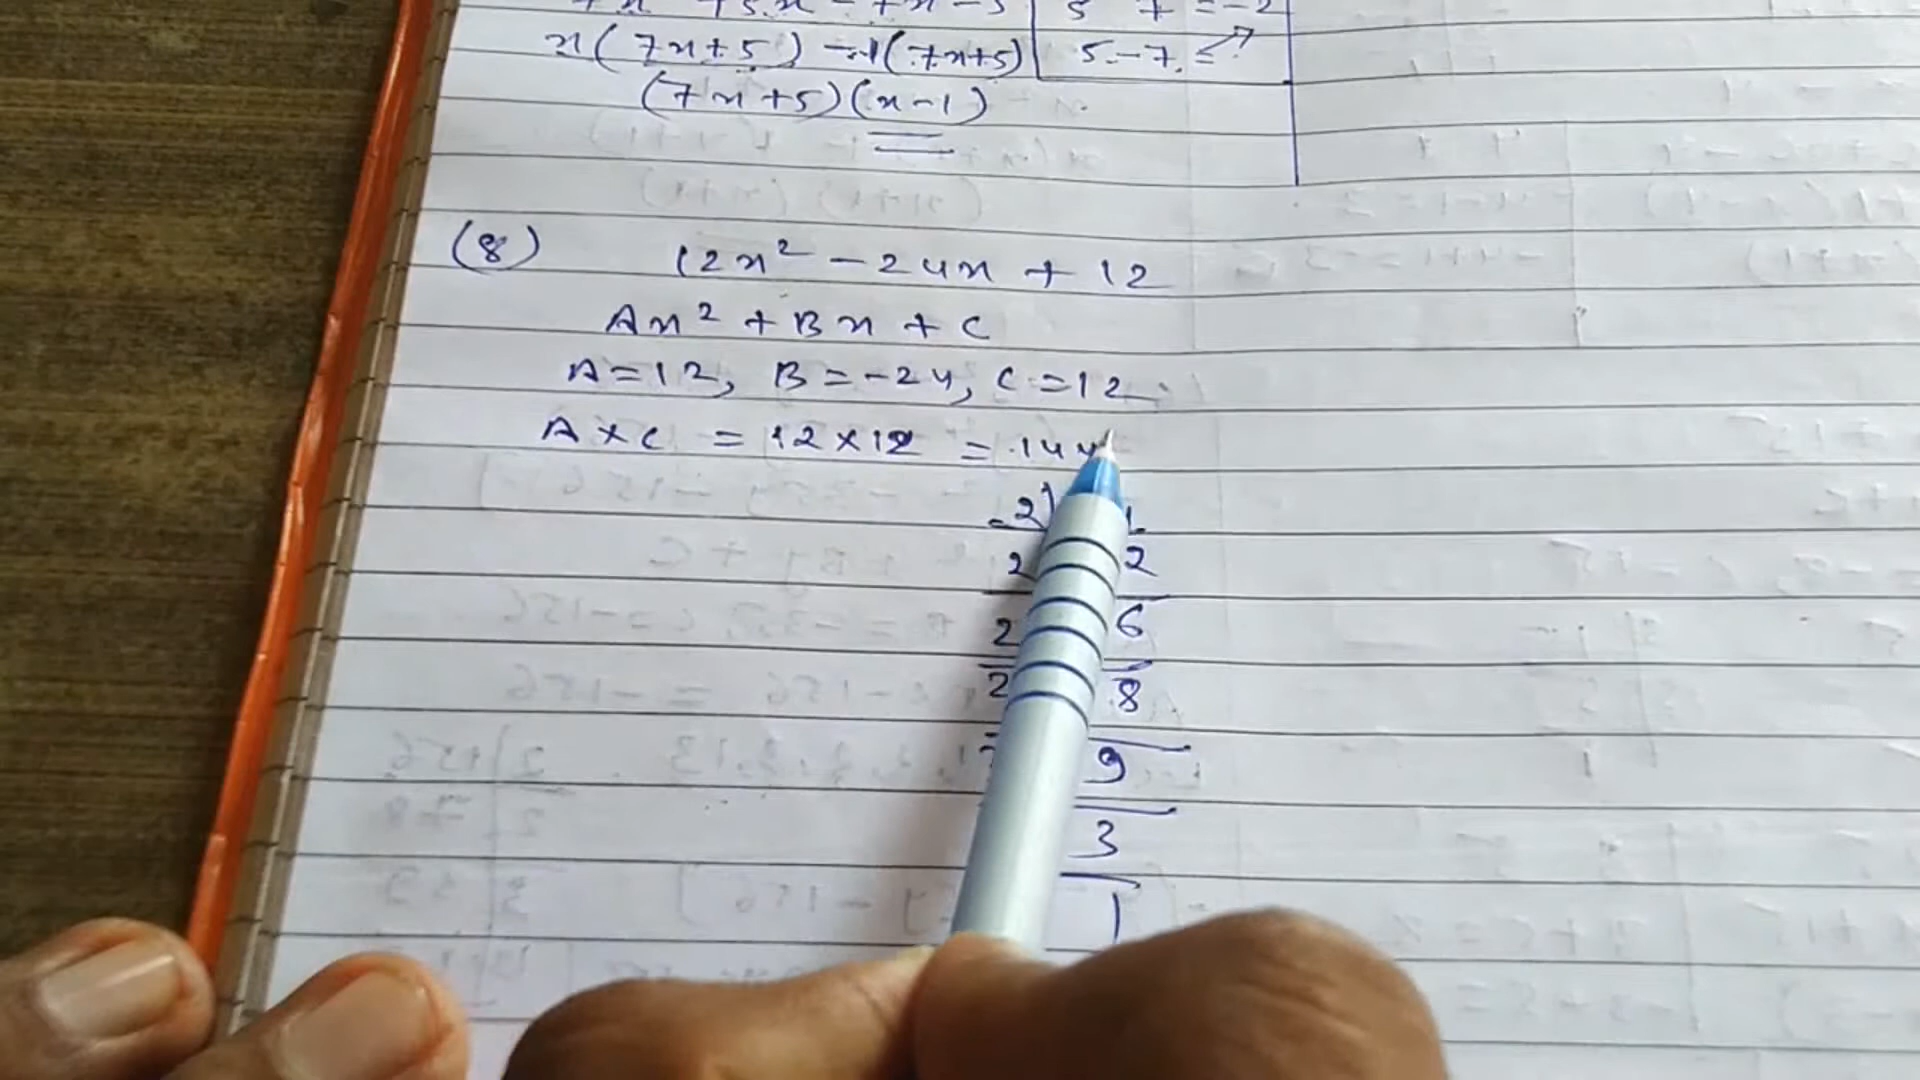 x(7x+5) -1(7x+5) 5-7=
(7x+5)(x-1)
(8) 12x² - 24x + 12
Ax² + Bx + C
A=12, B=-24, C=12
A×C = 12×12 = 144
2
2 2
2 6
2 8
9
3
1